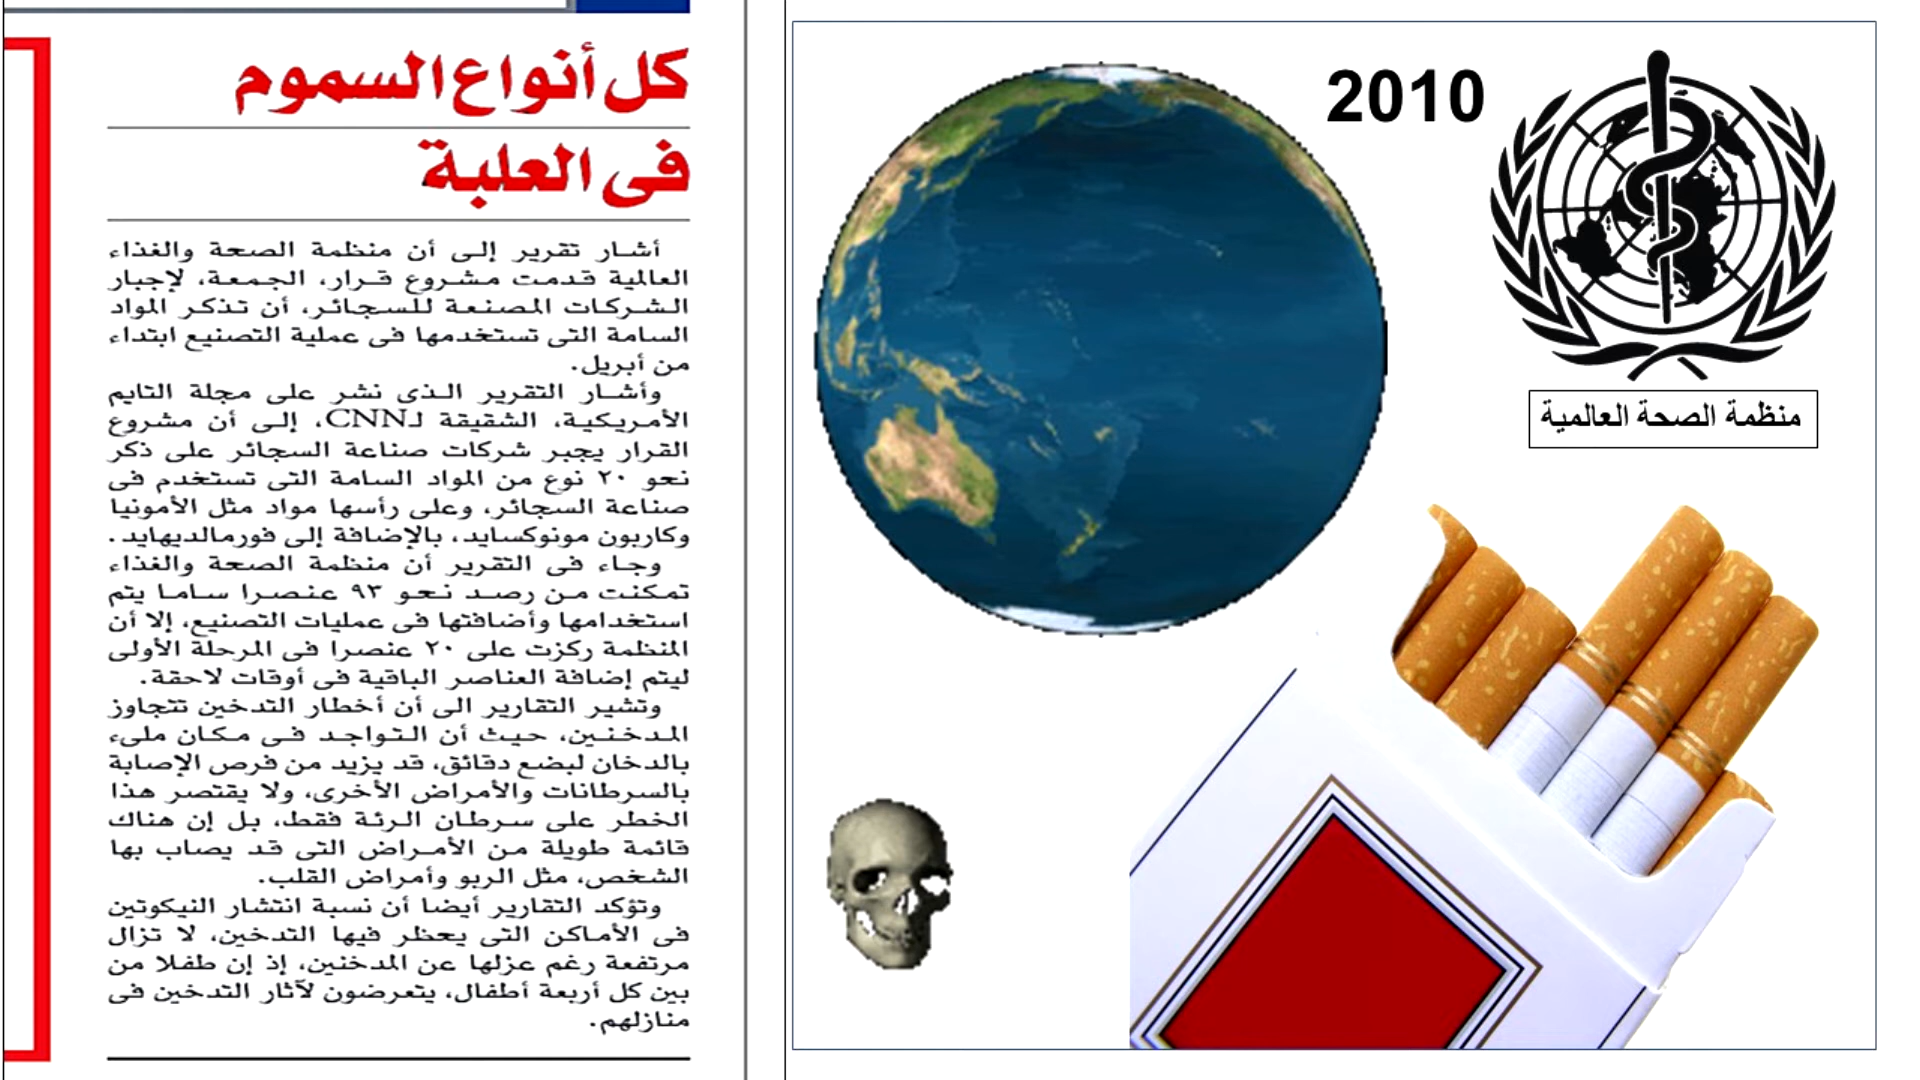 كل أنواع السموم
فى العلبة
أشار تقرير إلى أن منظمة الصحة والغذاء
العالمية قدمت مشروع قرار، الجمعة، لإجبار
الشركات المصنعة للسجائر، أن تذكر المواد
السامة التى تستخدمها فى عملية التصنيع ابتداء
من أبريل.
وأشار التقرير الذى نشر على مجلة التايم
الأمريكية، الشقيقة لـCNN، إلى أن مشروع
القرار يجبر شركات صناعة السجائر على ذكر
نحو ٢٠ نوع من المواد السامة التى تستخدم فى
صناعة السجائر، وعلى رأسها مواد مثل الأمونيا
وكاربون مونوكسايد، بالإضافة إلى فورمالديهايد.
وجاء فى التقرير أن منظمة الصحة والغذاء
تمكنت من رصد نحو ٩٣ عنصرا ساما يتم
استخدامها وأضافتها فى عمليات التصنيع، إلا أن
المنظمة ركزت على ٢٠ عنصرا فى المرحلة الأولى
ليتم إضافة العناصر الباقية فى أوقات لاحقة.
وتشير التقارير الى أن أخطار التدخين تتجاوز
المدخنين، حيث أن التواجد فى مكان ملىء
بالدخان لبضع دقائق، قد يزيد من فرص الإصابة
بالسرطانات والأمراض الأخرى، ولا يقتصر هذا
الخطر على سرطان الرئة فقط، بل إن هناك
قائمة طويلة من الأمراض التى قد يصاب بها
الشخص، مثل الربو وأمراض القلب.
وتؤكد التقارير أيضا أن نسبة انتشار النيكوتين
فى الأماكن التى يحظر فيها التدخين، لا تزال
مرتفعة رغم عزلها عن المدخنين، إذ إن طفلا من
بين كل أربعة أطفال، يتعرضون لآثار التدخين فى
منازلهم.
2010
منظمة الصحة العالمية